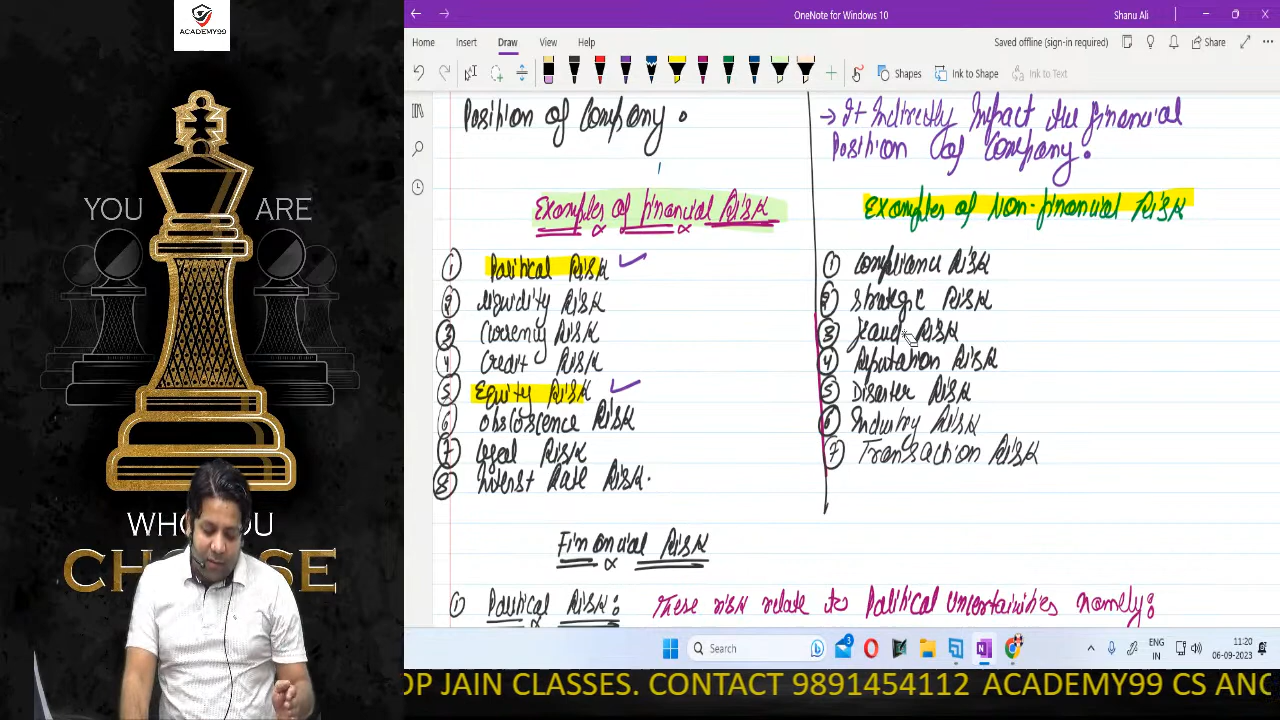 ACADEMY99
YOU ARE
WHO YOU
CHOOSE
OneNote for Windows 10
Shanu Ali
Home Insert Draw View Help
Saved offline (sign-in required)
Share
Shapes
Ink to Shape
Ink to Text
Position of Company.
Examples of Financial Risk
① Political Risk
② Liquidity Risk
③ Currency Risk
④ Credit Risk
⑤ Equity Risk
⑥ Risk
⑦ Legal Risk
⑧ Rate Risk.
→ It Indirectly Impact the Financial
Position of Company.
Examples of Non-financial Risk
① Compliance Risk
② Risk
③ Fraud Risk
④ Reputation Risk
⑤ Disaster Risk
⑥ Industry Risk
⑦ Transaction Risk
Financial Risk
① Political Risk: These risk relate to Political Uncertainities namely:
Search
3
ENG
IN
11:20
06-09-2023
OP JAIN CLASSES. CONTACT 9891454112 ACADEMY99 CS AND